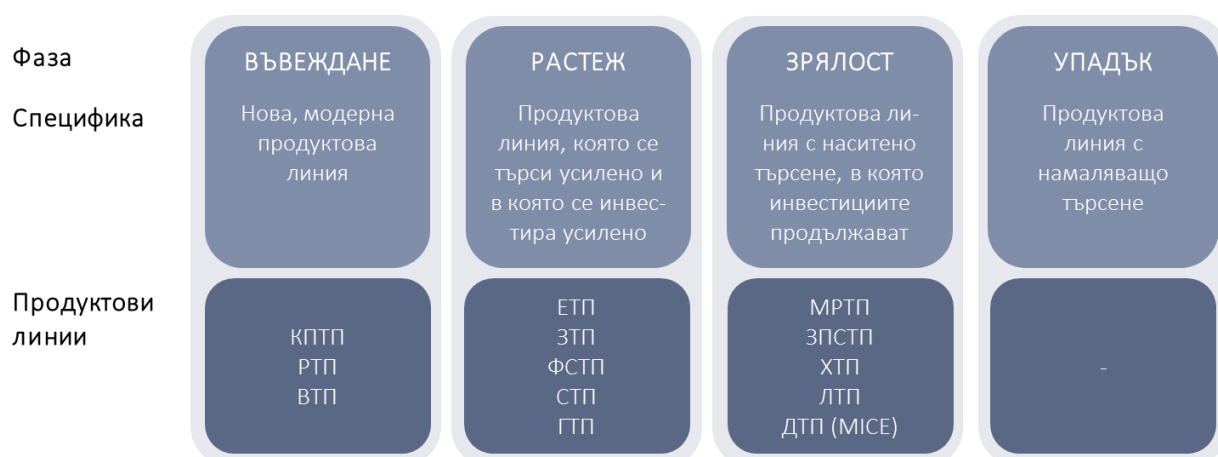 Фаза
ВЪВЕЖДАНЕ
РАСТЕЖ
ЗРЯЛОСТ
УПАДЪК
Специфика
Нова, модерна
продуктова
линия
Продуктова
линия, която се
търси усилено и
в която се инвес-
тира усилено
Продуктова ли-
ния с наситено
търсене, в която
инвестициите
продължават
Продуктова
линия с
намаляващо
търсене
Продуктови
линии
КПТП
РТП
ВТП
ЕТП
ЗТП
ФСТП
СТП
ГТП
МРТП
ЗПСТП
ХТП
ЛТП
ДТП (MICE)
-